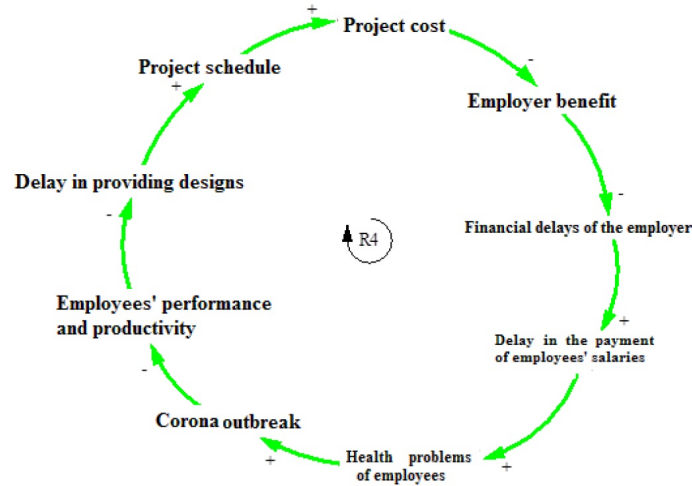 +
Project cost
-
Project schedule
+
Employer benefit
Delay in providing designs
-
-
Financial delays of the employer
R4
Employees' performance
and productivity
+
Delay in the payment
of employees' salaries
-
Corona outbreak
+
Health problems
of employees
+